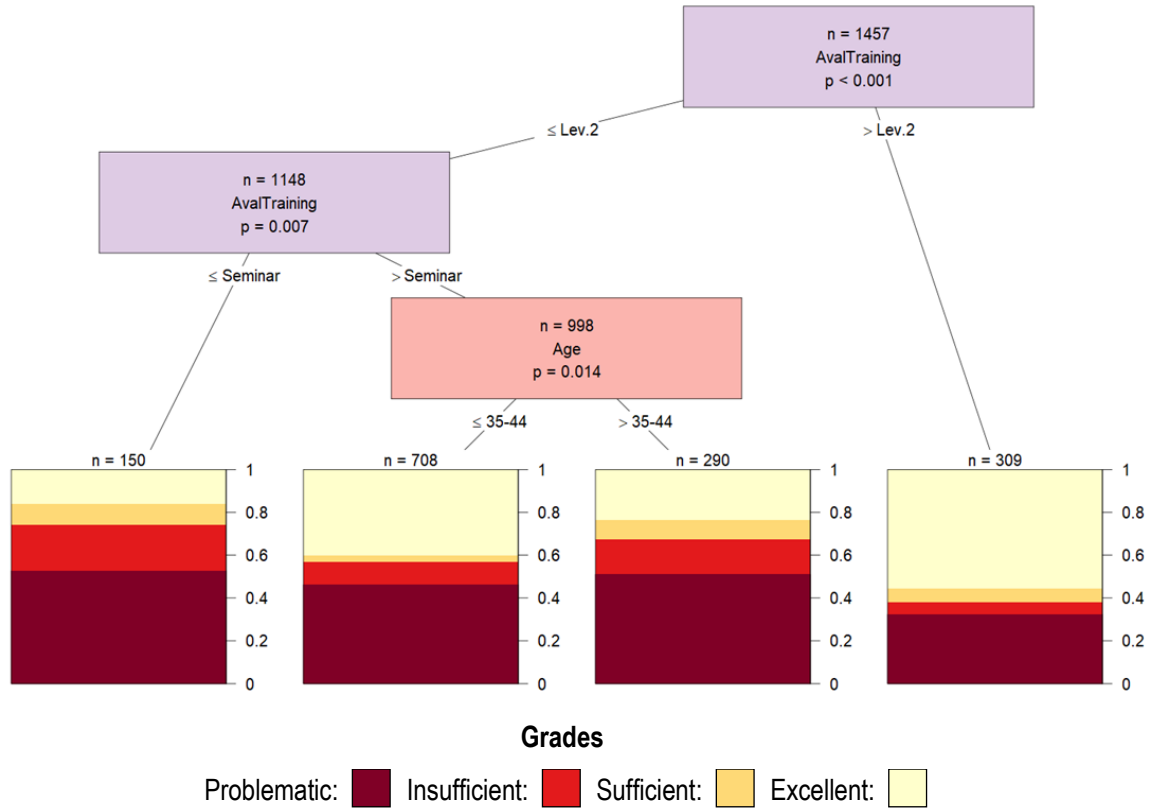 n = 1457
AvalTraining
p < 0.001
≤ Lev.2
> Lev.2
n = 1148
AvalTraining
p = 0.007
≤ Seminar
> Seminar
n = 998
Age
p = 0.014
≤ 35-44
> 35-44
n = 150
1
0.8
0.6
0.4
0.2
0
n = 708
1
0.8
0.6
0.4
0.2
0
n = 290
1
0.8
0.6
0.4
0.2
0
n = 309
1
0.8
0.6
0.4
0.2
0
Grades
Problematic: Insufficient: Sufficient: Excellent: